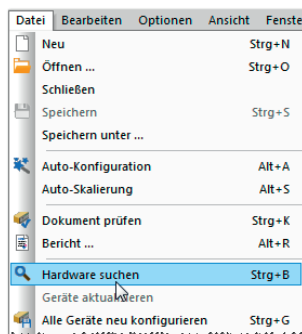 Datei Bearbeiten Optionen Ansicht Fenste
Neu Strg+N
Öffnen ... Strg+O
Schließen
Speichern Strg+S
Speichern unter ...
Auto-Konfiguration Alt+A
Auto-Skalierung Alt+S
Dokument prüfen Strg+K
Bericht ... Alt+R
Hardware suchen Strg+B
Geräte aktualisieren
Alle Geräte neu konfigurieren Strg+G